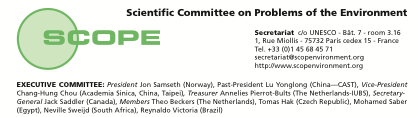 Scientific Committee on Problems of the Environment
SCOPE
Secretariat c/o UNESCO - Bât. 7 - room 3.16
1, Rue Miollis - 75732 Paris cedex 15 - France
Tel. +33 (0)1 45 68 45 71
secretariat@scopenvironment.org
http://www.scopenvironment.org
EXECUTIVE COMMITTEE: President Jon Samseth (Norway), Past-President Lu Yonglong (China—CAST), Vice-President
Chang-Hung Chou (Academia Sinica, China, Taipei), Treasurer Annelies Pierrot-Bults (The Netherlands-IUBS), Secretary-
General Jack Saddler (Canada), Members Theo Beckers (The Netherlands), Tomas Hak (Czech Republic), Mohamed Saber
(Egypt), Neville Sweijd (South Africa), Reynaldo Victoria (Brazil)